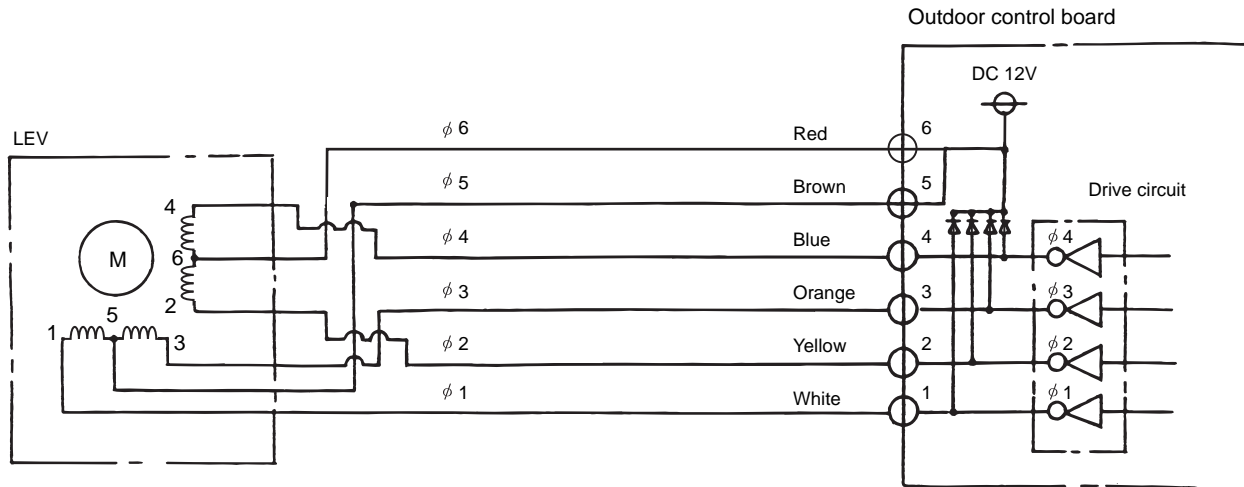 Outdoor control board
DC 12V
LEV
ϕ 6 Red 6
ϕ 5 Brown 5
Drive circuit
4
ϕ 4 Blue 4 ϕ 4
M
6
ϕ 3 Orange 3 ϕ 3
2
5
1 3
ϕ 2 Yellow 2 ϕ 2
ϕ 1 White 1 ϕ 1